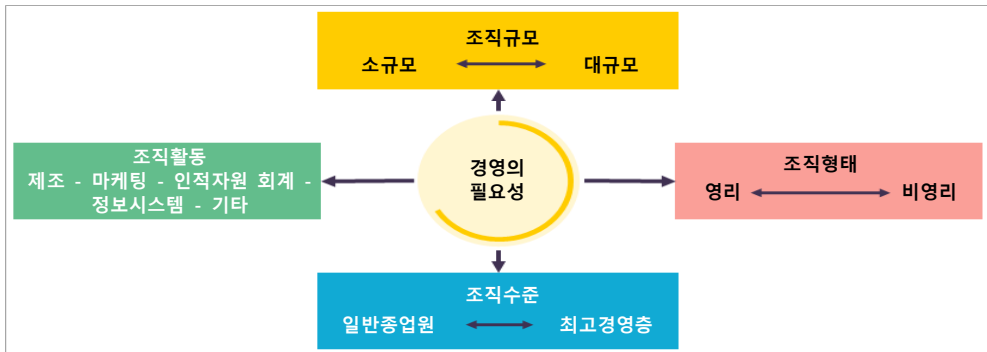 조직규모
소규모 대규모
조직활동
제조 - 마케팅 - 인적자원 회계 -
정보시스템 - 기타
경영의
필요성
조직형태
영리 비영리
조직수준
일반종업원 최고경영층